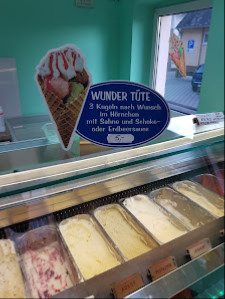 WUNDER TÜTE
3 Kugeln nach Wunsch
im Hörnchen
mit Sahne und Schoko-
oder Erdbeersauce